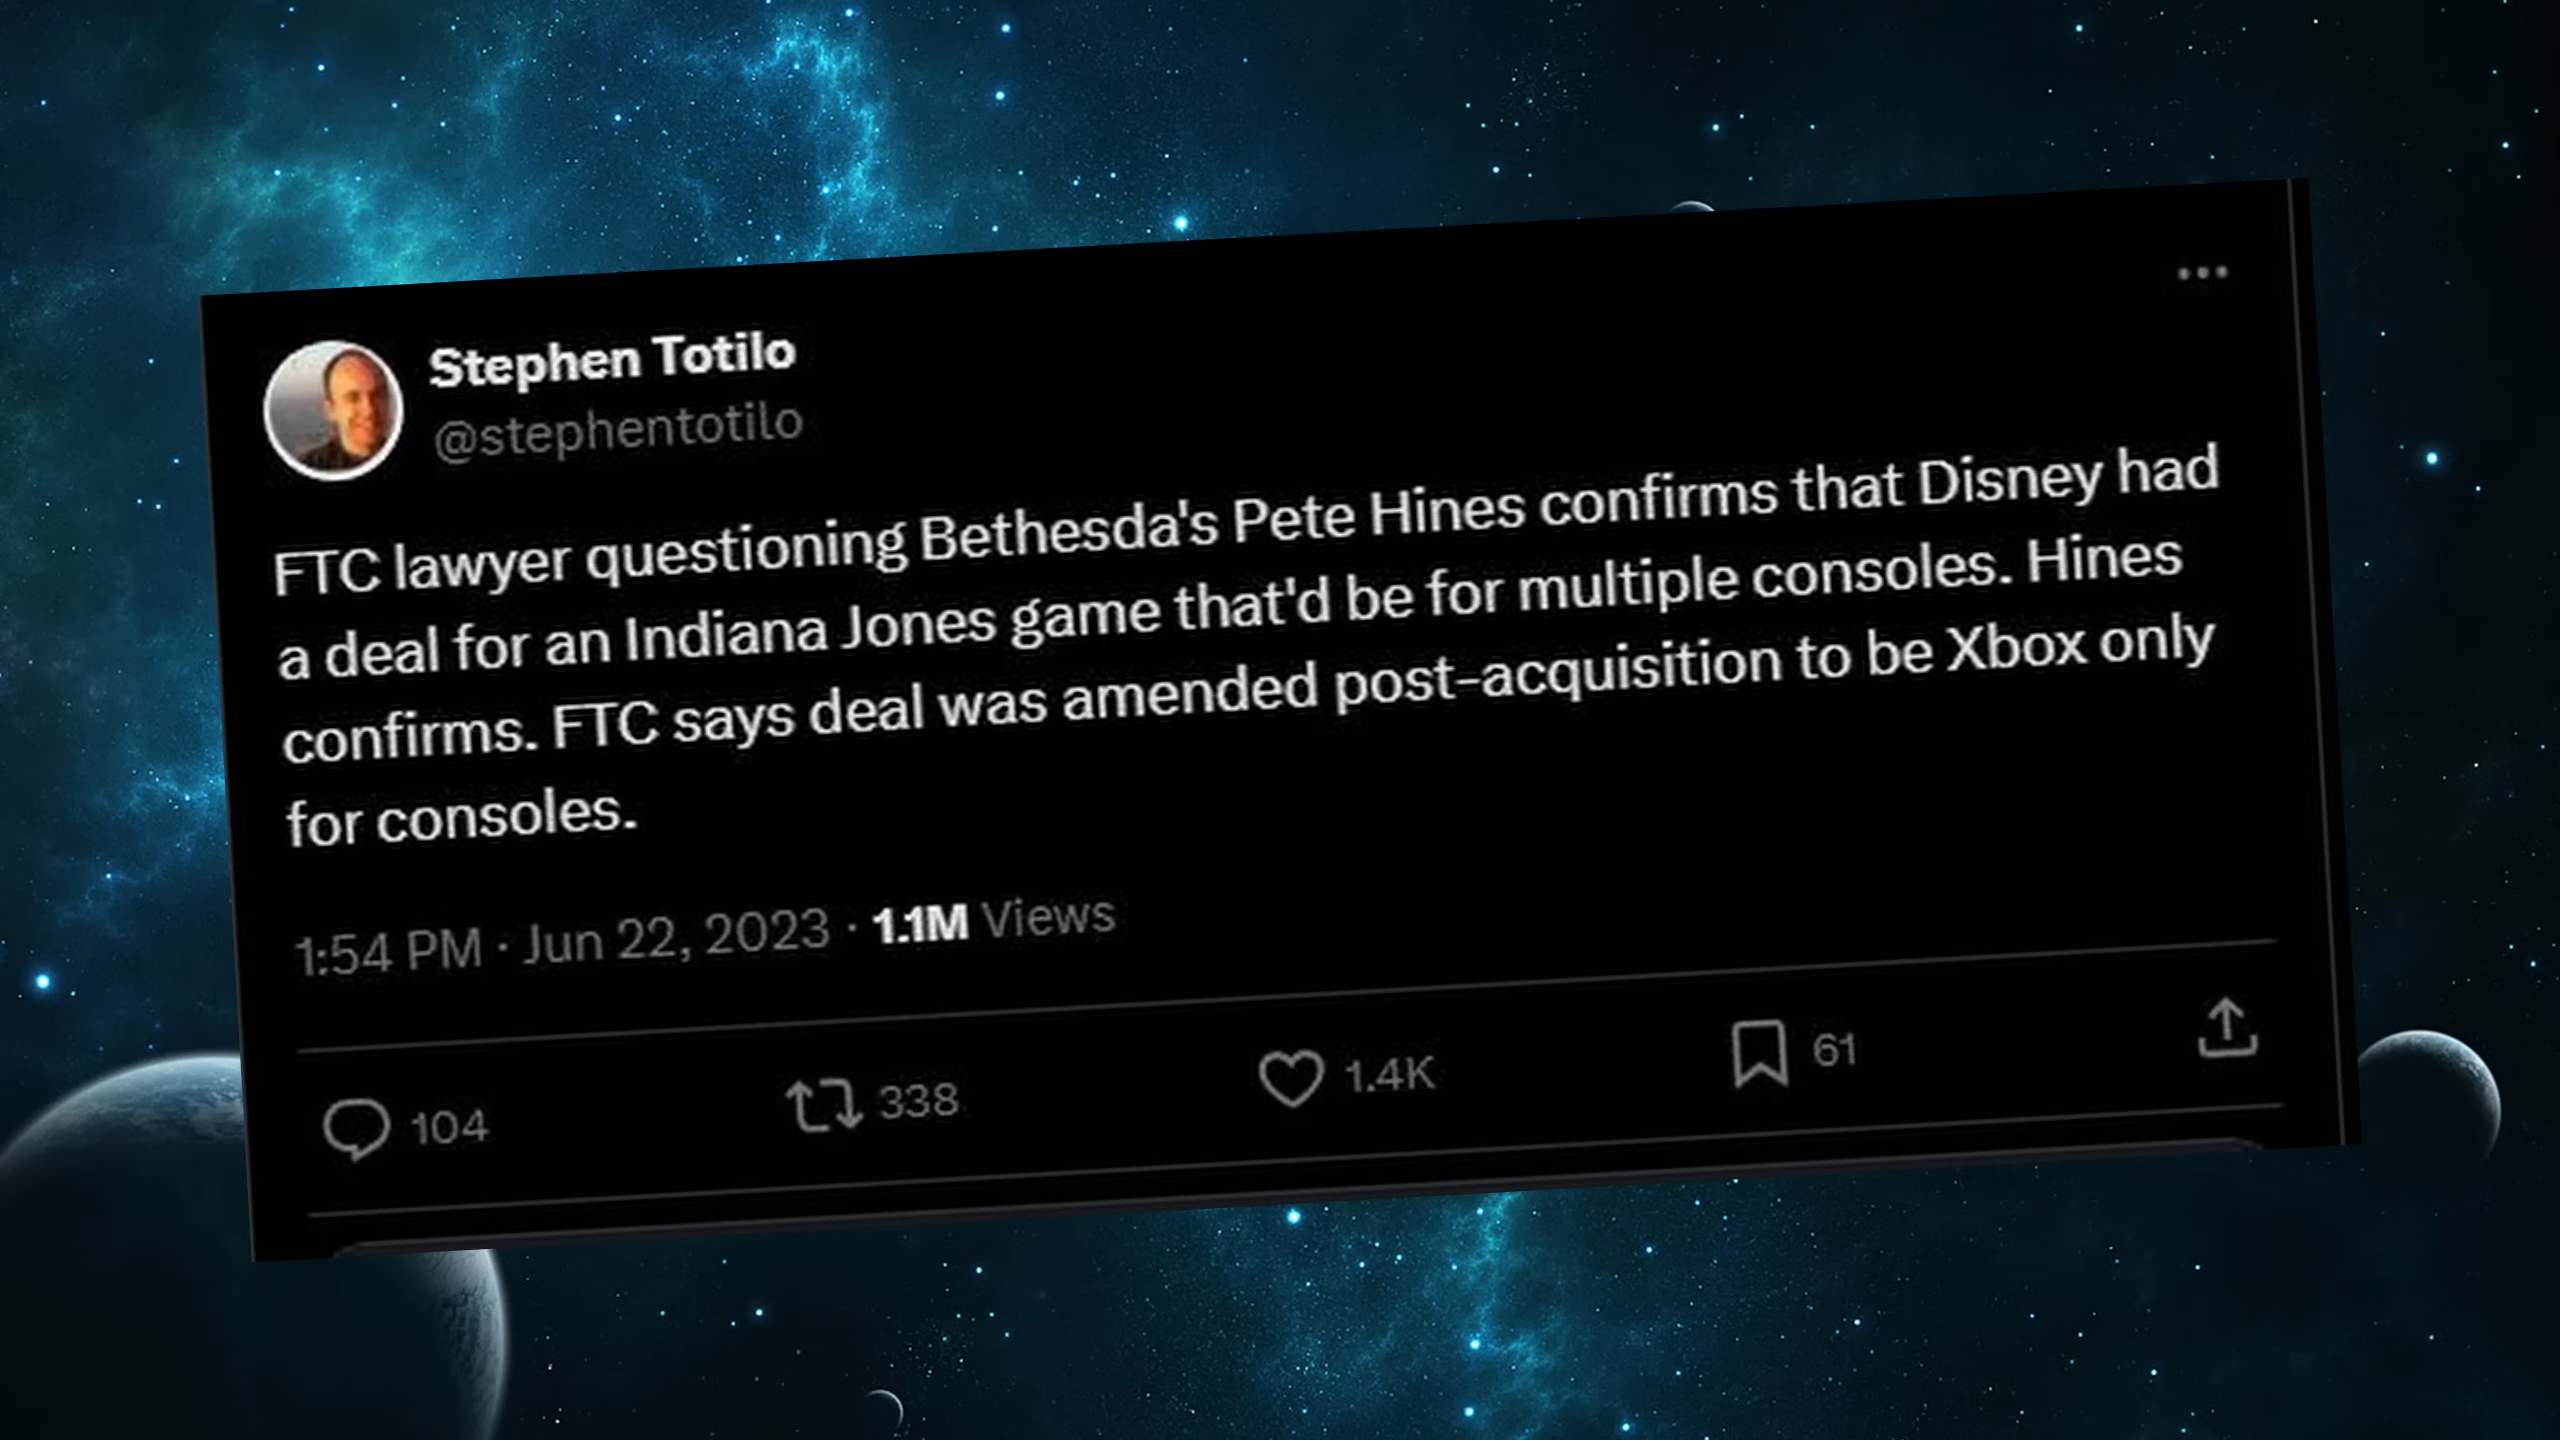 Stephen Totilo
@stephentotilo
FTC lawyer questioning Bethesda's Pete Hines confirms that Disney had
a deal for an Indiana Jones game that'd be for multiple consoles. Hines
confirms. FTC says deal was amended post-acquisition to be Xbox only
for consoles.
1:54 PM · Jun 22, 2023 · 1.1M Views
104 338 1.4K 61